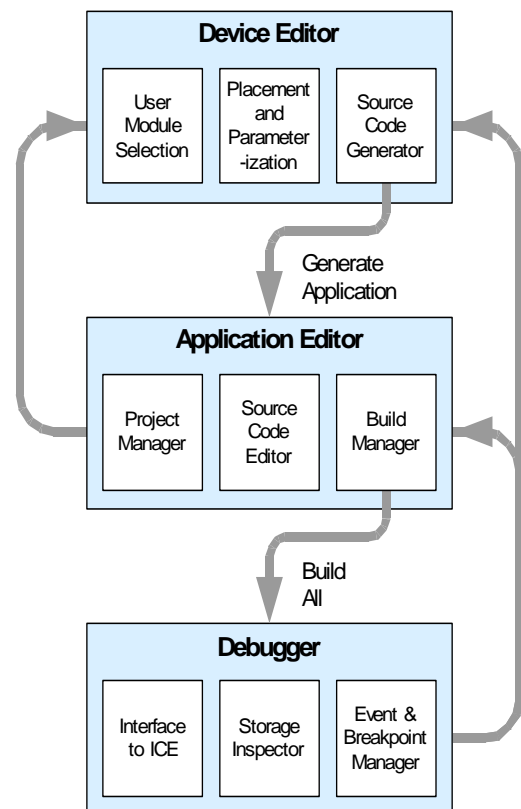 Device Editor
User
Module
Selection
Placement
and
Parameter
-ization
Source
Code
Generator
Generate
Application
Application Editor
Project
Manager
Source
Code
Editor
Build
Manager
Build
All
Debugger
Interface
to ICE
Storage
Inspector
Event &
Breakpoint
Manager